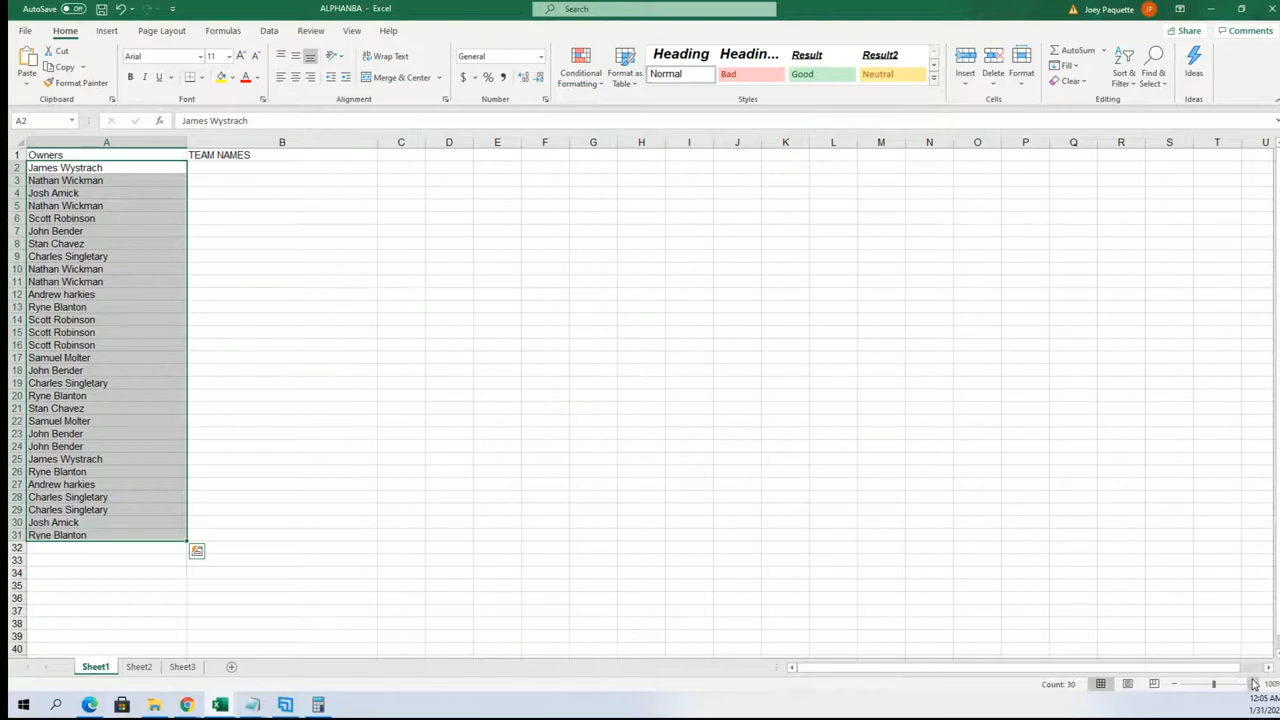 AutoSave Off ALPHANBA - Excel Search Joey Paquette JP
File Home Insert Page Layout Formulas Data Review View Help Share Comments
Paste Cut Copy Format Painter Clipboard
Arial 11 A A B I U A Font
Wrap Text Merge & Center Alignment
General $ % Number
Conditional Formatting Format as Table
Heading Headin... Result Result2
Normal Bad Good Neutral
Styles
Insert Delete Format Cells
AutoSum Fill Clear Sort & Filter Find & Select Editing
Ideas Ideas
A2 fx James Wystrach
A B C D E F G H I J K L M N O P Q R S T U
1 Owners TEAM NAMES
2 James Wystrach
3 Nathan Wickman
4 Josh Amick
5 Nathan Wickman
6 Scott Robinson
7 John Bender
8 Stan Chavez
9 Charles Singletary
10 Nathan Wickman
11 Nathan Wickman
12 Andrew harkies
13 Ryne Blanton
14 Scott Robinson
15 Scott Robinson
16 Scott Robinson
17 Samuel Molter
18 John Bender
19 Charles Singletary
20 Ryne Blanton
21 Stan Chavez
22 Samuel Molter
23 John Bender
24 John Bender
25 James Wystrach
26 Ryne Blanton
27 Andrew harkies
28 Charles Singletary
29 Charles Singletary
30 Josh Amick
31 Ryne Blanton
32
33
34
35
36
37
38
39
40
Sheet1 Sheet2 Sheet3
Count: 30 100%
12:05 AM